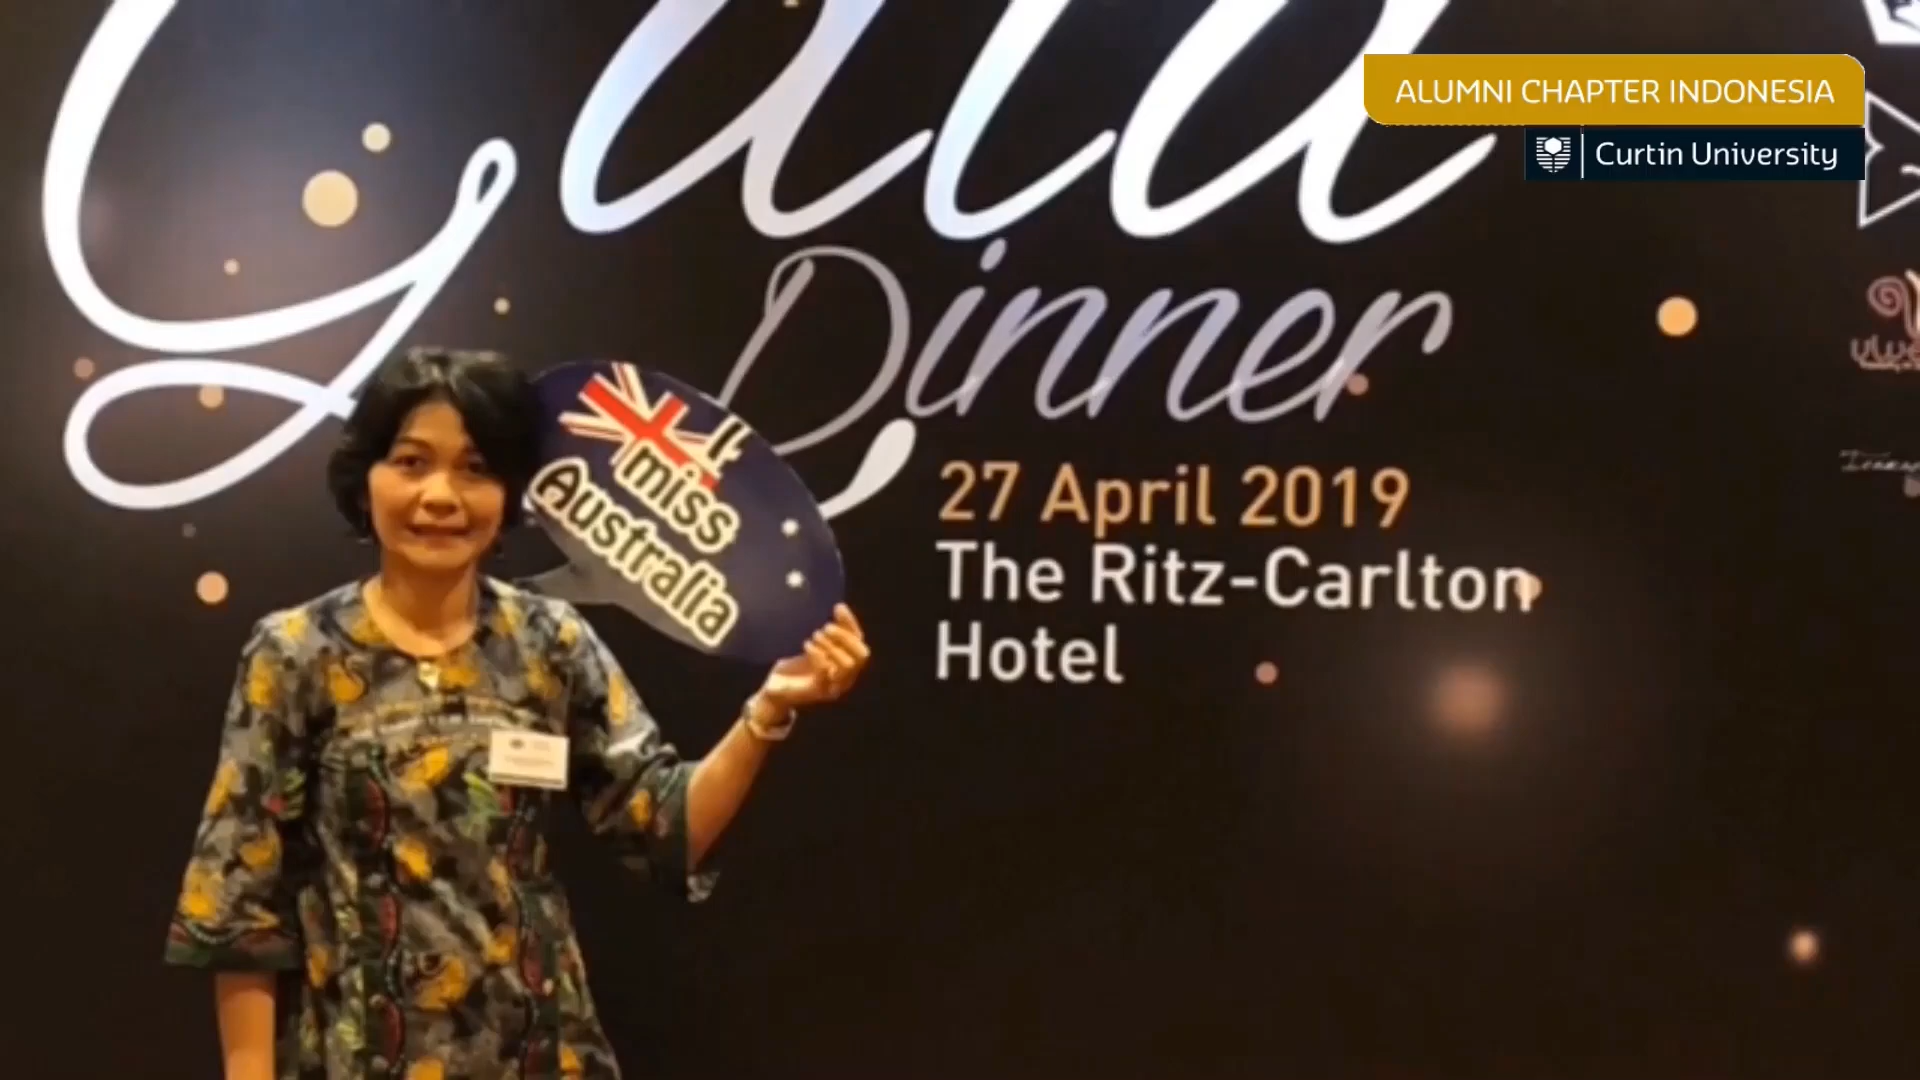 Gala
ALUMNI CHAPTER INDONESIA
Curtin University
Dinner
I
miss
Australia
27 April 2019
The Ritz-Carlton
Hotel